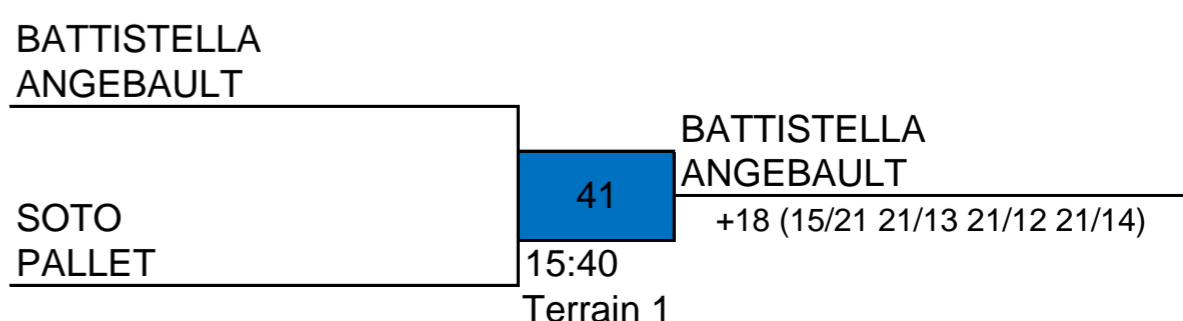 BATTISTELLA
ANGEBAULT
SOTO
PALLET
41
15:40
Terrain 1
BATTISTELLA
ANGEBAULT
+18 (15/21 21/13 21/12 21/14)